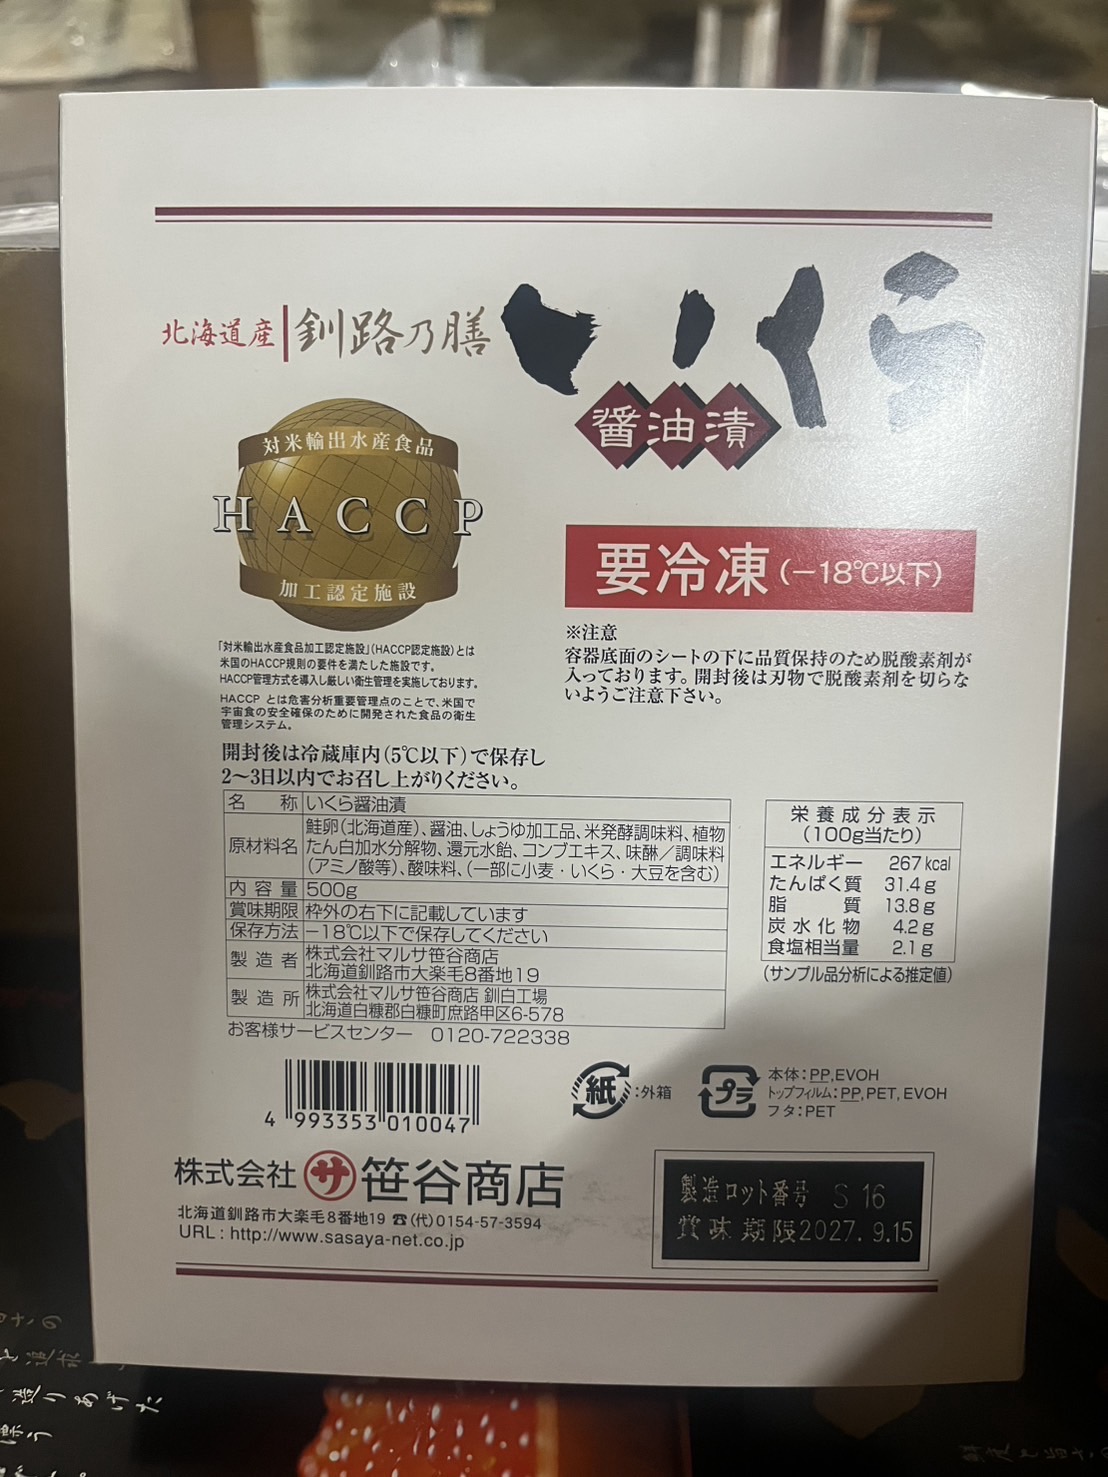 北海道産 釧路乃膳 いくら
醤油漬
対米輸出水産食品
HACCP
加工認定施設
要冷凍(−18℃以下)
「対米輸出水産食品加工認定施設」(HACCP認定施設)とは
米国のHACCP規則の要件を満たした施設です。
HACCP管理方式を導入し厳しい衛生管理を実施しております。
HACCP とは危害分析重要管理点のことで、米国で
宇宙食の安全確保のために開発された食品の衛生
管理システム。
※注意
容器底面のシートの下に品質保持のため脱酸素剤が
入っております。開封後は刃物で脱酸素剤を切らな
いようご注意下さい。
開封後は冷蔵庫内(5℃以下)で保存し
2〜3日以内でお召し上がりください。
名 称 いくら醤油漬
原材料名 鮭卵(北海道産)、醤油、しょうゆ加工品、米発酵調味料、植物
たん白加水分解物、還元水飴、コンブエキス、味醂／調味料
(アミノ酸等)、酸味料、(一部に小麦・いくら・大豆を含む)
内容量 500g
賞味期限 枠外の右下に記載しています
保存方法 −18℃以下で保存してください
製造者 株式会社マルサ笹谷商店
北海道釧路市大楽毛8番地19
製造所 株式会社マルサ笹谷商店 釧白工場
北海道白糠郡白糠町庶路甲区6-578
お客様サービスセンター 0120-722338
栄養成分表示
(100g当たり)
エネルギー 267kcal
たんぱく質 31.4g
脂質 13.8g
炭水化物 4.2g
食塩相当量 2.1g
(サンプル品分析による推定値)
4 993353 010047
紙:外箱
プラ
本体:PP,EVOH
トップフィルム:PP,PET,EVOH
フタ:PET
株式会社 サ 笹谷商店
北海道釧路市大楽毛8番地19 ☎(代)0154-57-3594
URL : http://www.sasaya-net.co.jp
製造ロット番号 S 16
賞味期限2027. 9.15
造りあげた